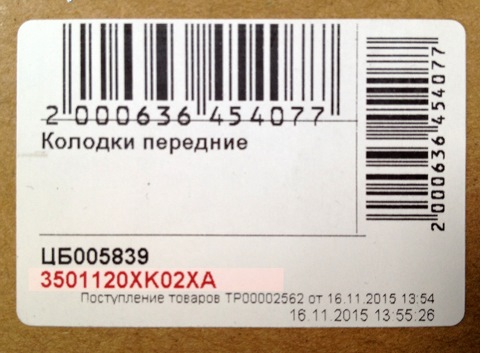 2 000636 454077
Колодки передние
2 000636 454077
ЦБ005839
3501120XK02XA
Поступление товаров ТР00002562 от 16.11.2015 13:54
16.11.2015 13:55:26